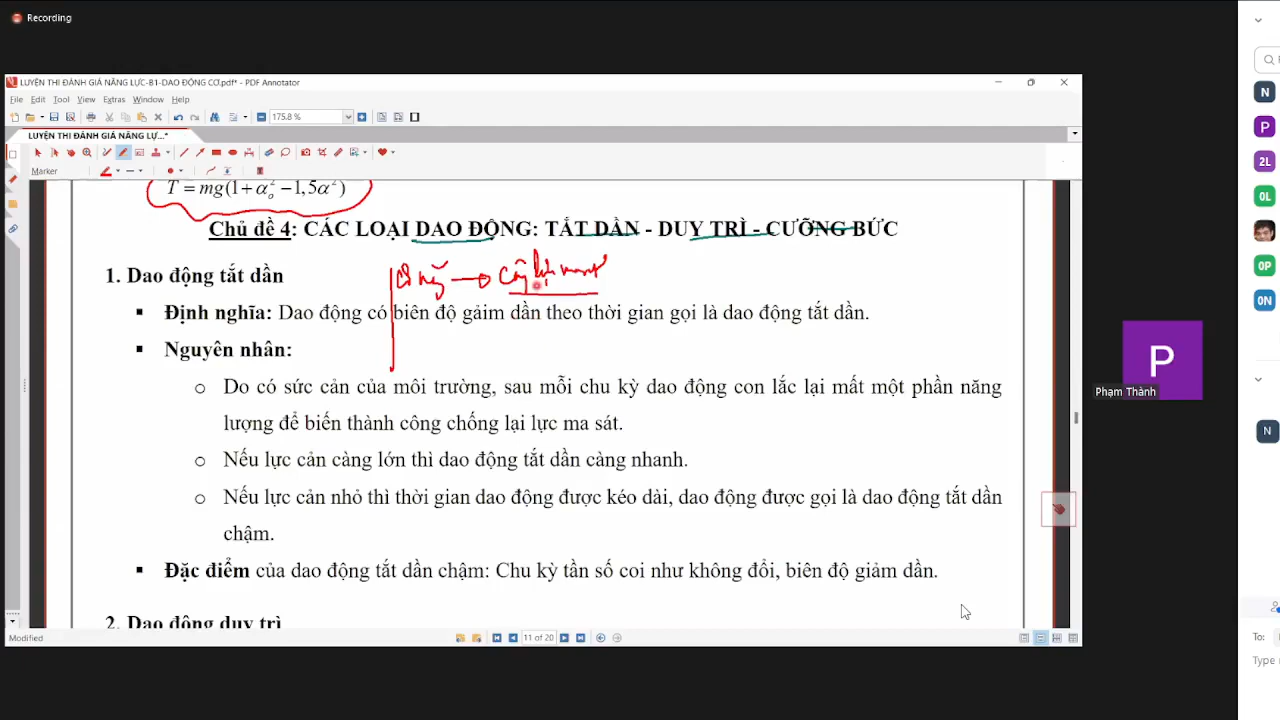 Recording
LUYỆN THI ĐÁNH GIÁ NĂNG LỰC-B1-DAO ĐỘNG CƠ.pdf* - PDF Annotator
File Edit Tool View Extras Window Help
175.8 %
LUYỆN THI ĐÁNH GIÁ NĂNG LỰ...*
Marker
T = mg(1+ α₀² −1,5α²)
Chủ đề 4: CÁC LOẠI DAO ĐỘNG: TẮT DẦN - DUY TRÌ - CƯỠNG BỨC
1. Dao động tắt dần
▪ Định nghĩa: Dao động có biên độ gảim dần theo thời gian gọi là dao động tắt dần.
▪ Nguyên nhân:
o Do có sức cản của môi trường, sau mỗi chu kỳ dao động con lắc lại mất một phần năng
lượng để biến thành công chống lại lực ma sát.
o Nếu lực cản càng lớn thì dao động tắt dần càng nhanh.
o Nếu lực cản nhỏ thì thời gian dao động được kéo dài, dao động được gọi là dao động tắt dần
chậm.
▪ Đặc điểm của dao động tắt dần chậm: Chu kỳ tần số coi như không đổi, biên độ giảm dần.
2. Dao động duy trì
Modified
11 of 20
P
Phạm Thành
N
P
2L
0L
0P
0N
N
To:
Type